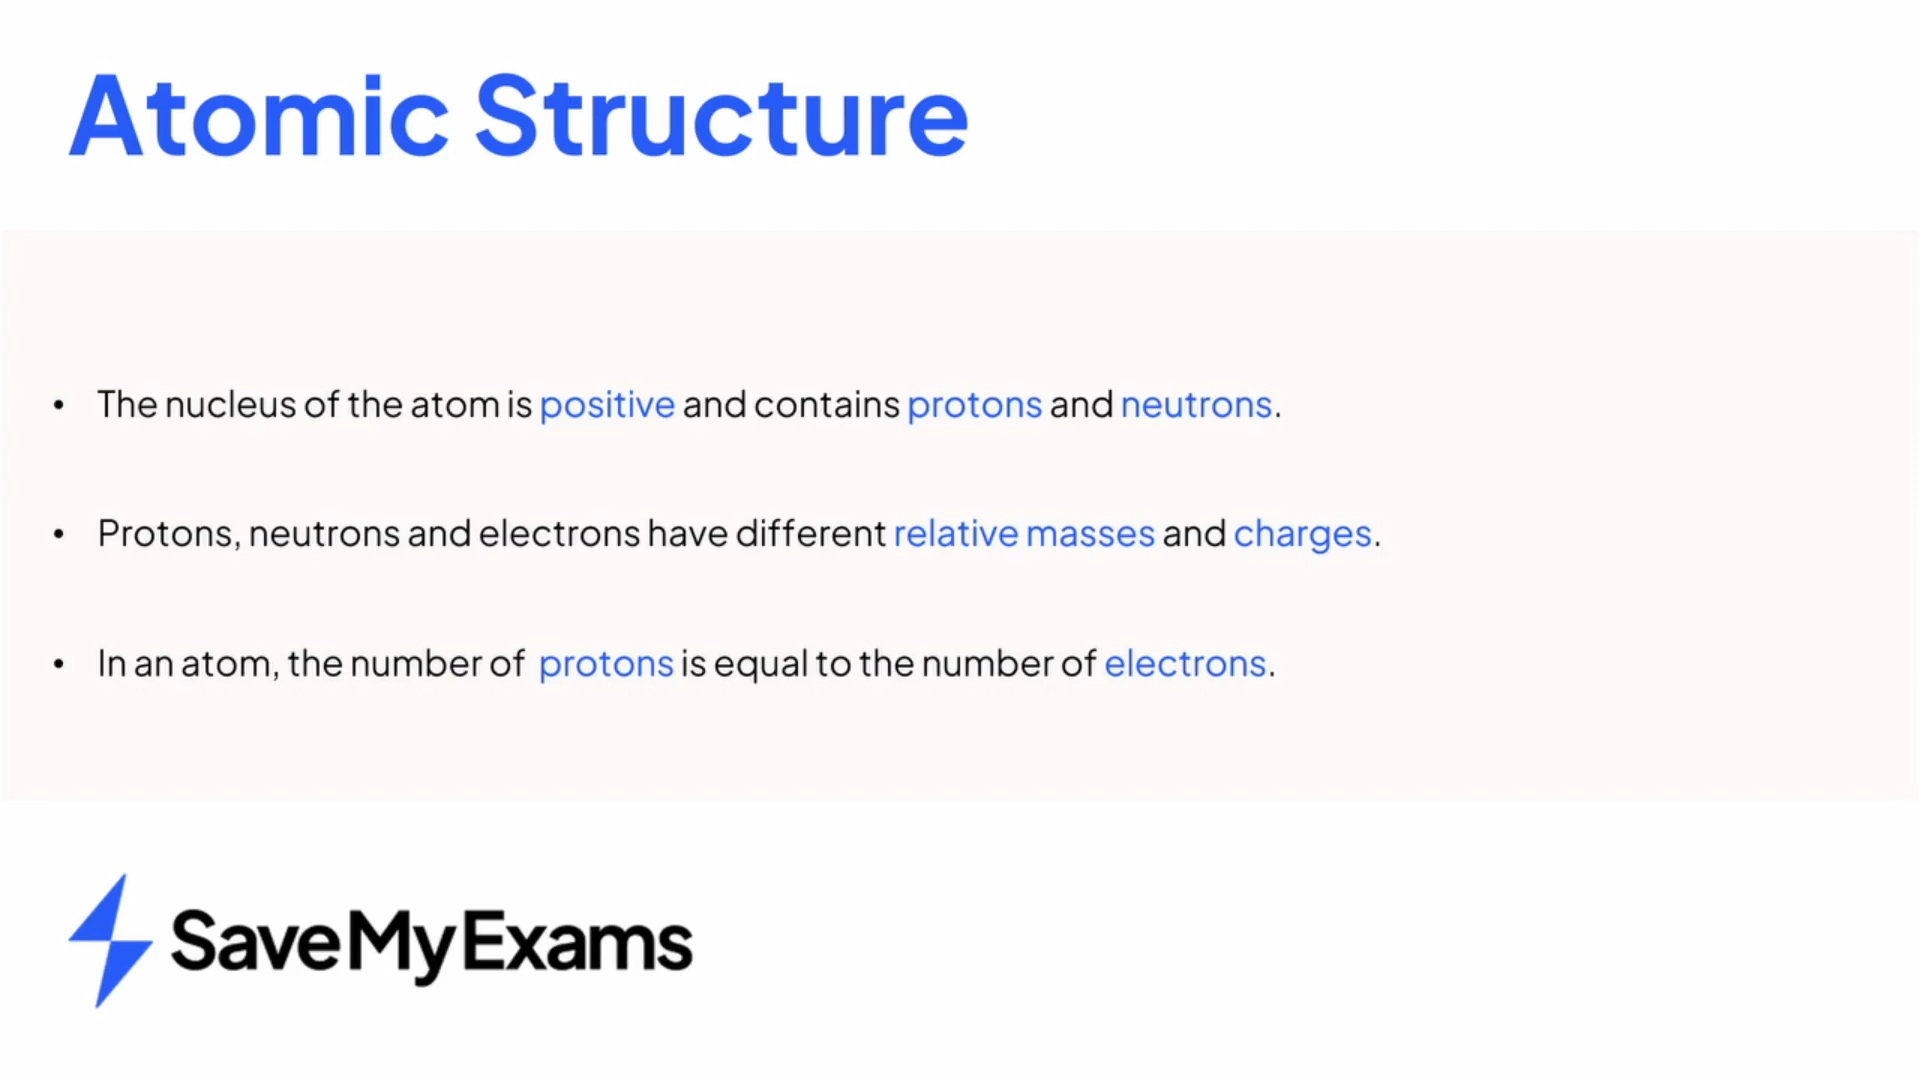 Atomic Structure
• The nucleus of the atom is positive and contains protons and neutrons.
• Protons, neutrons and electrons have different relative masses and charges.
• In an atom, the number of protons is equal to the number of electrons.
SaveMyExams